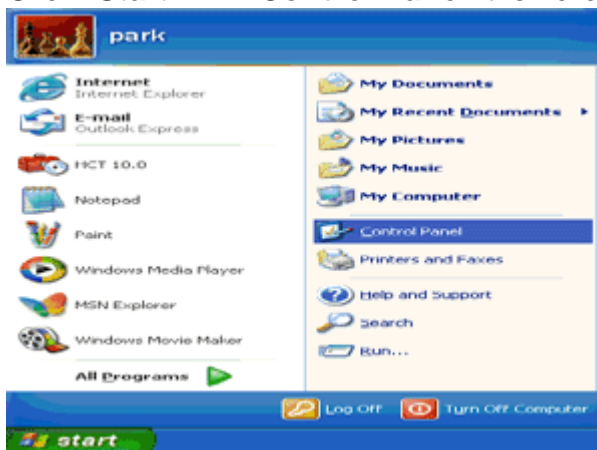 park
Internet
Internet Explorer
E-mail
Outlook Express
HCT 10.0
Notepad
Paint
Windows Media Player
MSN Explorer
Windows Movie Maker
All Programs
My Documents
My Recent Documents
My Pictures
My Music
My Computer
Control Panel
Printers and Faxes
Help and Support
Search
Run...
Log Off
Turn Off Computer
start